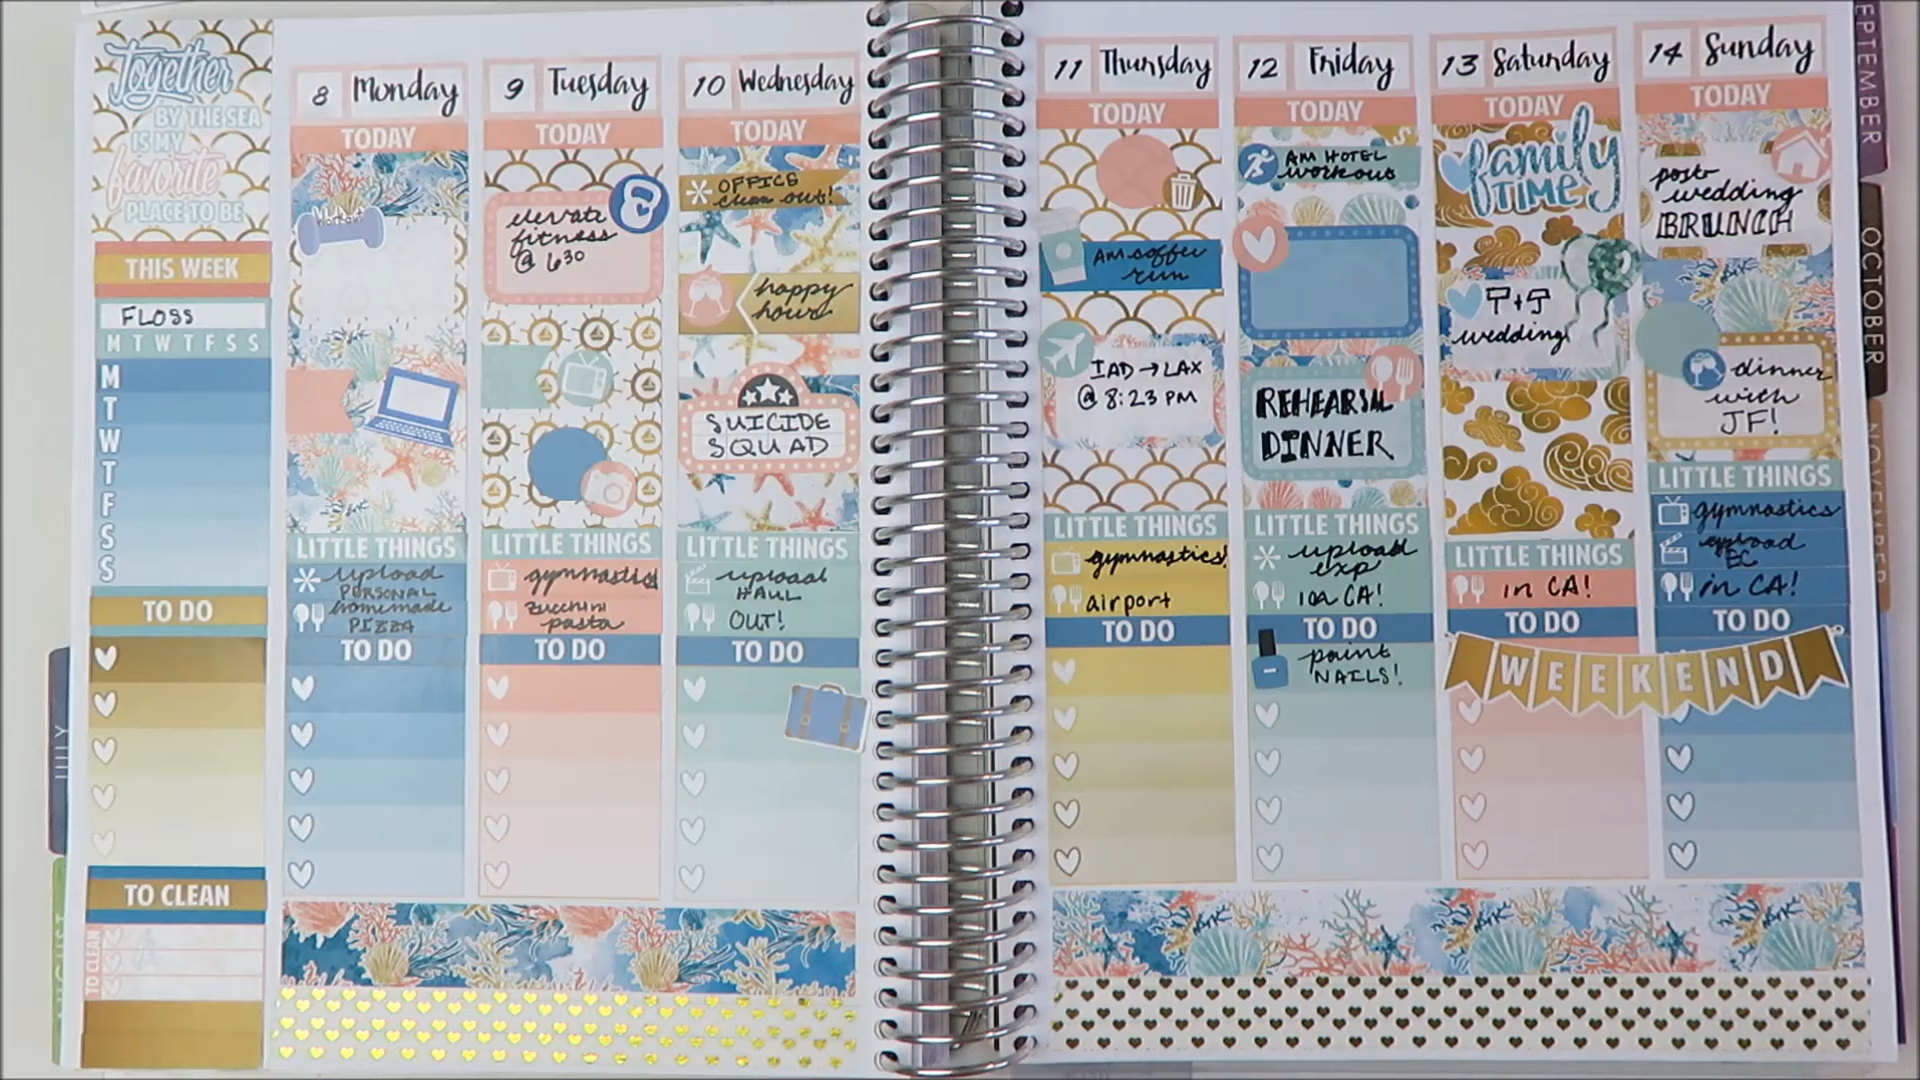 Together
BY THE SEA
IS MY
favorite
PLACE TO BE
THIS WEEK
FLOSS
M T W T F S S
M
T
W
T
F
S
S
TO DO
TO CLEAN
TO CLEAN
8 Monday
TODAY
LITTLE THINGS
upload
PERSONAL
homemade
PIZZA
TO DO
9 Tuesday
TODAY
elevate
fitness
@ 6:30
LITTLE THINGS
gymnastics
zucchini
pasta
TO DO
10 Wednesday
TODAY
OFFICE
clean out!
happy
hour
SUICIDE
SQUAD
LITTLE THINGS
upload
HAUL
OUT!
TO DO
11 Thursday
TODAY
AM coffee
run
IAD → LAX
@ 8:23 PM
LITTLE THINGS
gymnastics!
airport
TO DO
12 Friday
TODAY
AM HOTEL
workout
REHEARSAL
DINNER
LITTLE THINGS
upload
exp
in CA!
TO DO
paint
NAILS!
13 Saturday
TODAY
family
TIME
T+J
wedding!
LITTLE THINGS
in CA!
TO DO
WEEKEND
14 Sunday
TODAY
post-
wedding
BRUNCH
dinner
with
JF!
LITTLE THINGS
gymnastics
upload
EC
in CA!
TO DO
JULY
AUGUST
SEPTEMBER
OCTOBER
NOVEMBER